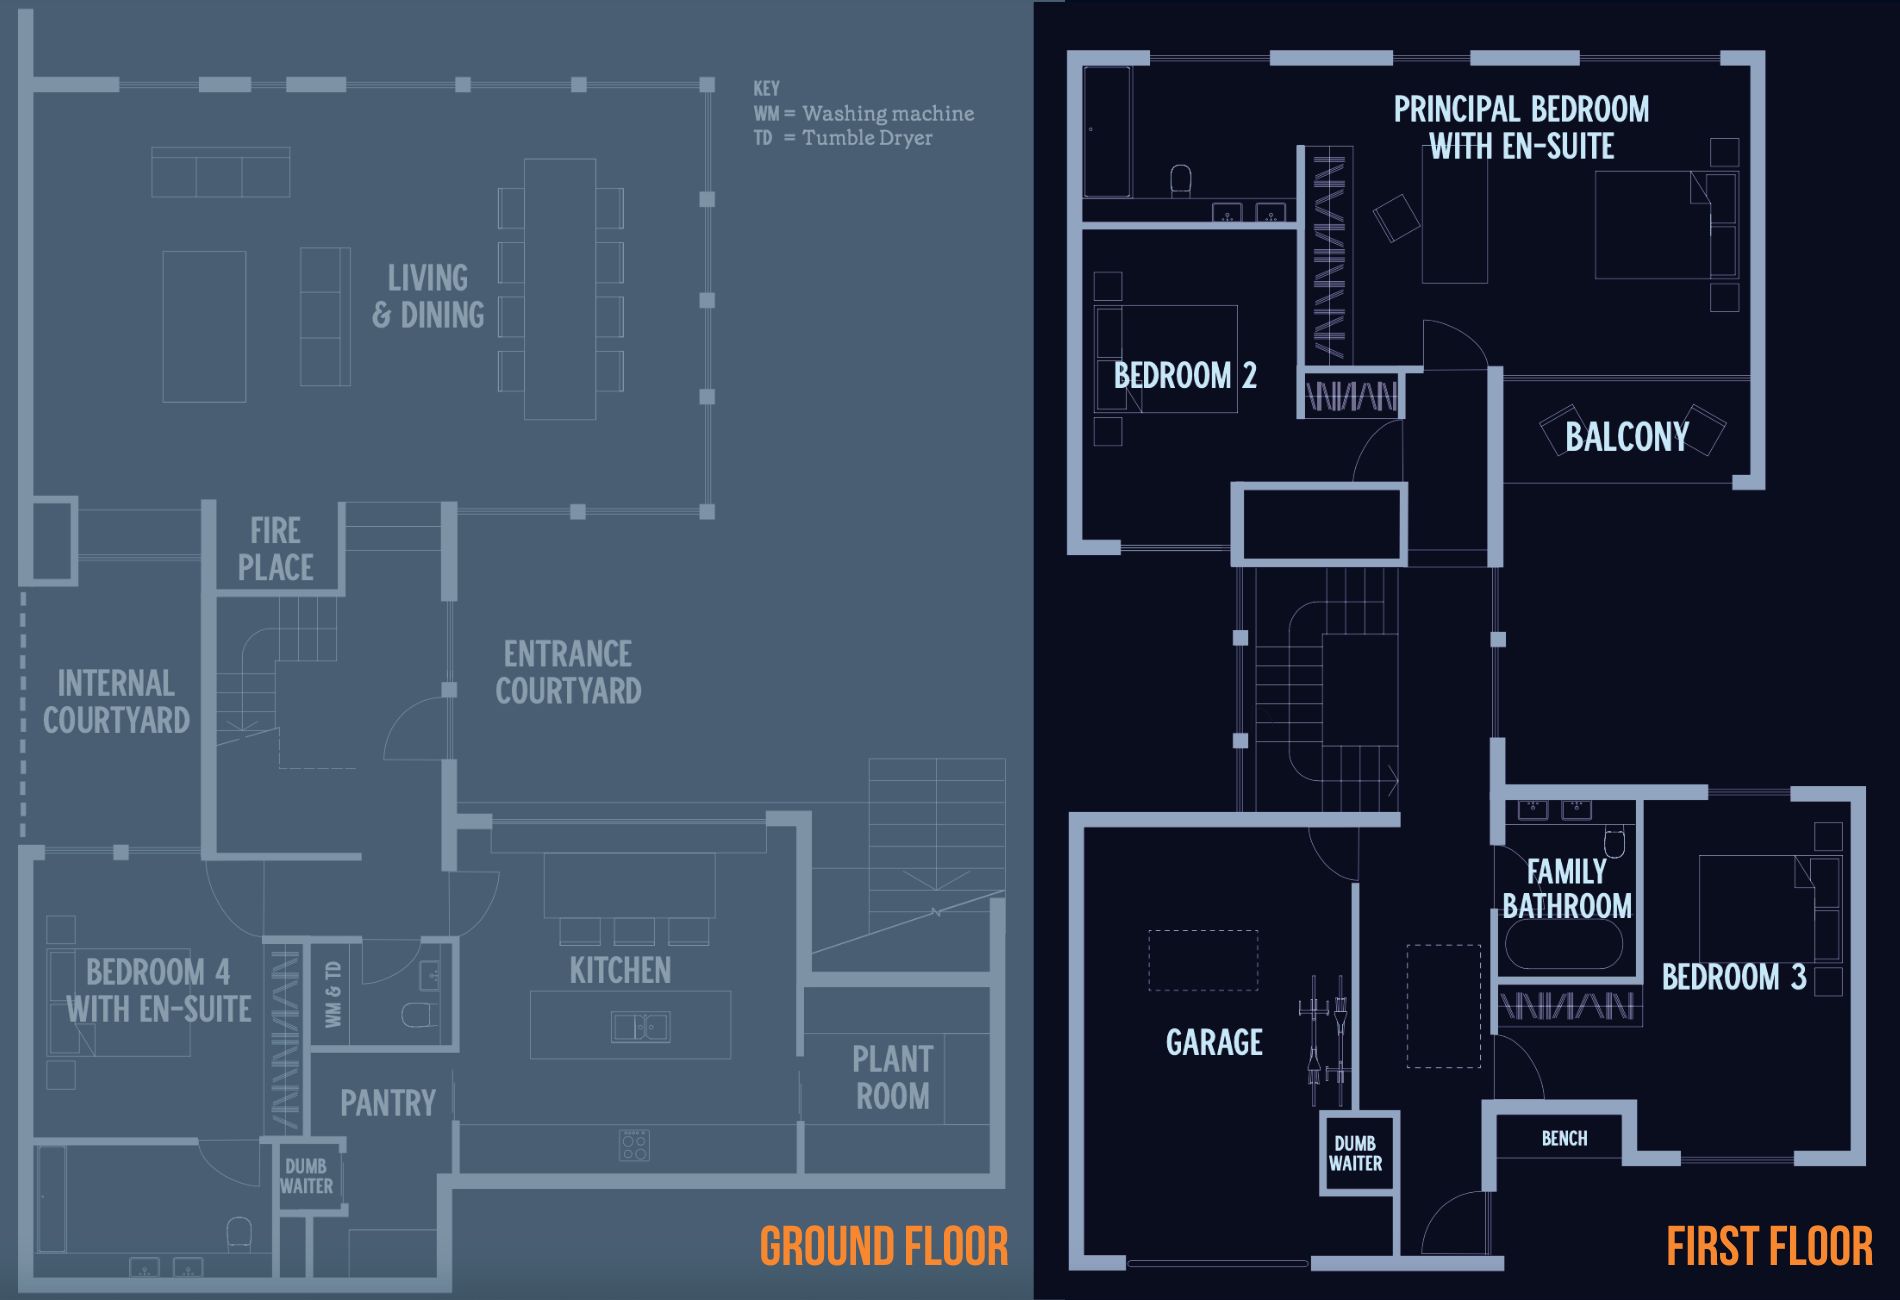 KEY
WM = Washing machine
TD = Tumble Dryer
LIVING
& DINING
FIRE
PLACE
INTERNAL
COURTYARD
ENTRANCE
COURTYARD
BEDROOM 4
WITH EN-SUITE
WM & TD
KITCHEN
PANTRY
PLANT
ROOM
DUMB
WAITER
GROUND FLOOR
PRINCIPAL BEDROOM
WITH EN-SUITE
BEDROOM 2
BALCONY
FAMILY
BATHROOM
BEDROOM 3
GARAGE
DUMB
WAITER
BENCH
FIRST FLOOR